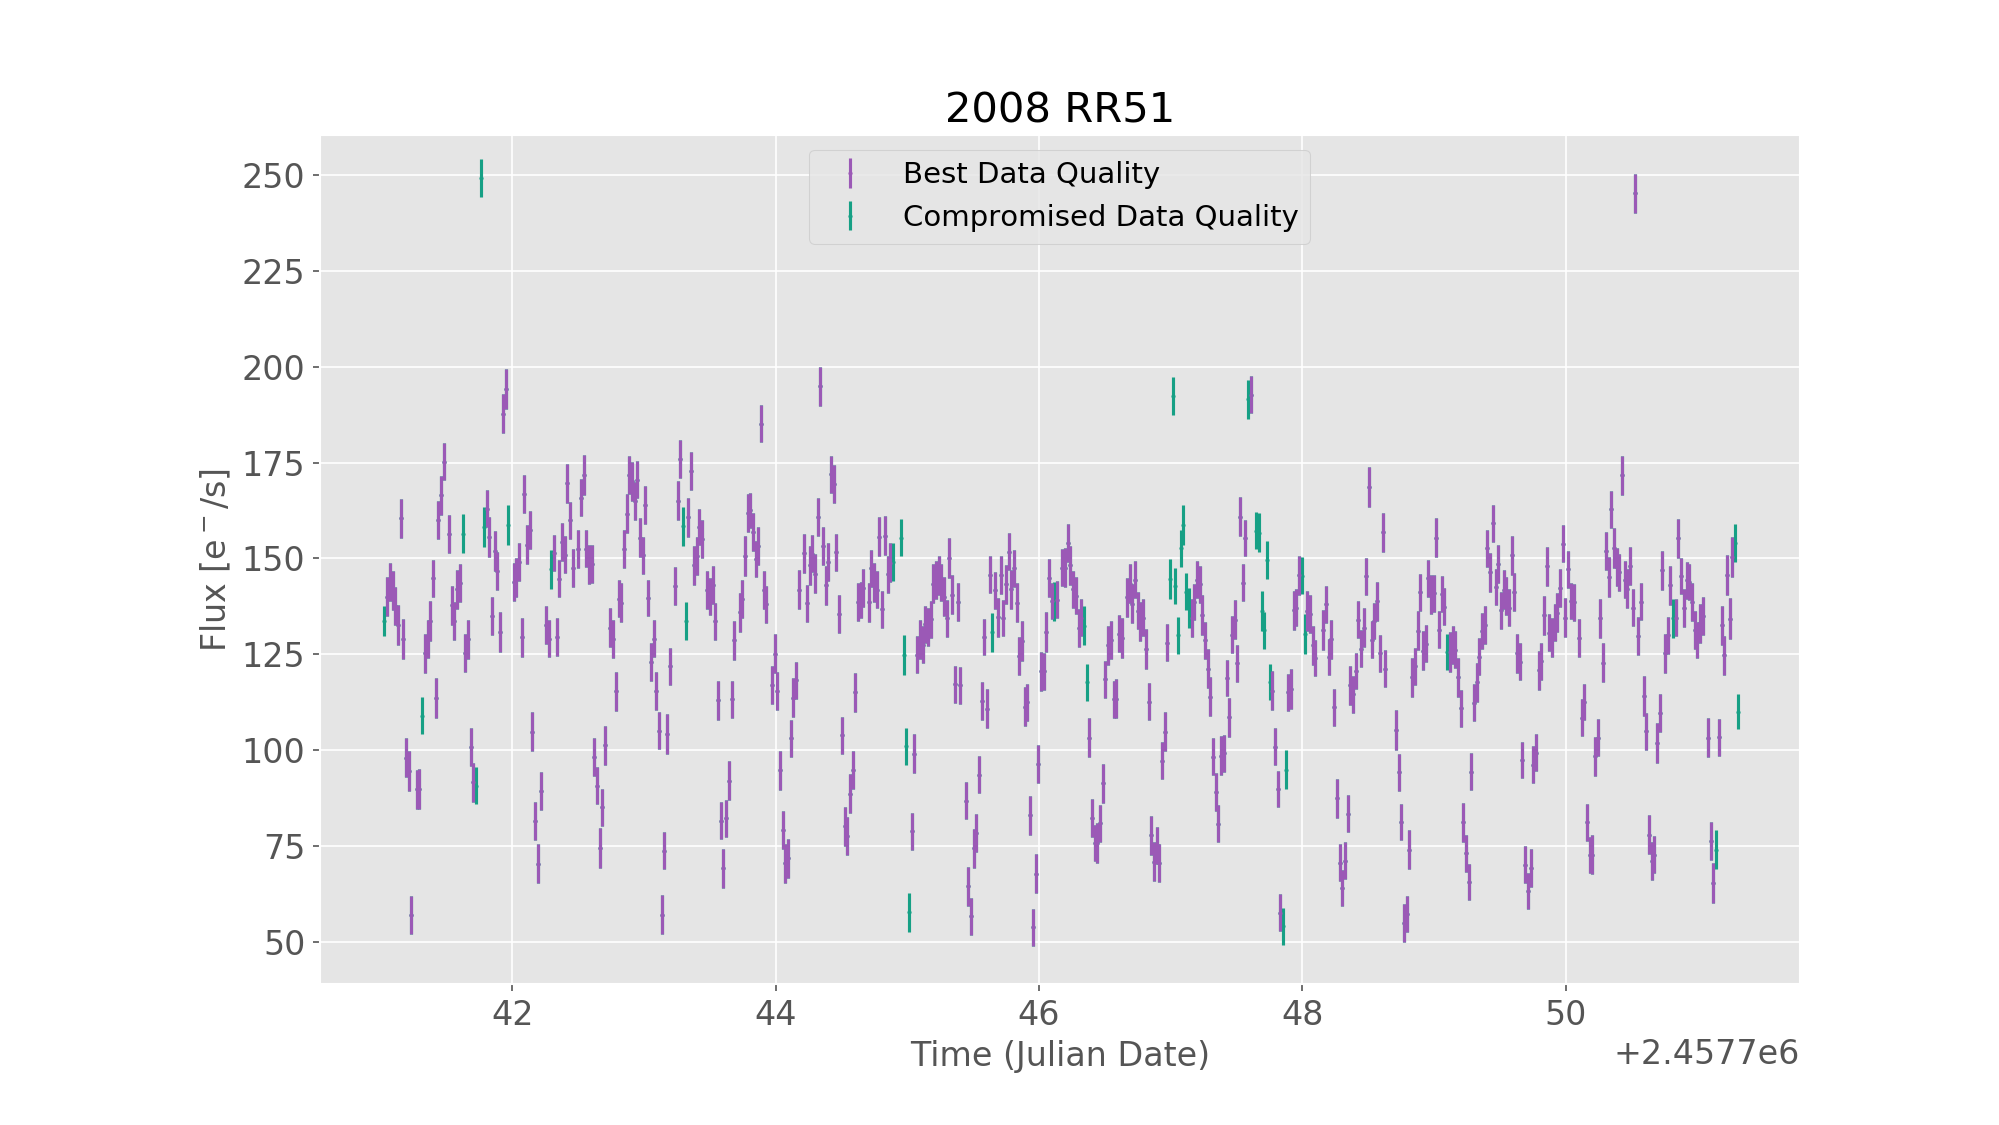 2008 RR51
Best Data Quality
Compromised Data Quality
Flux [e⁻/s]
250
225
200
175
150
125
100
75
50
42 44 46 48 50
Time (Julian Date)
+2.4577e6